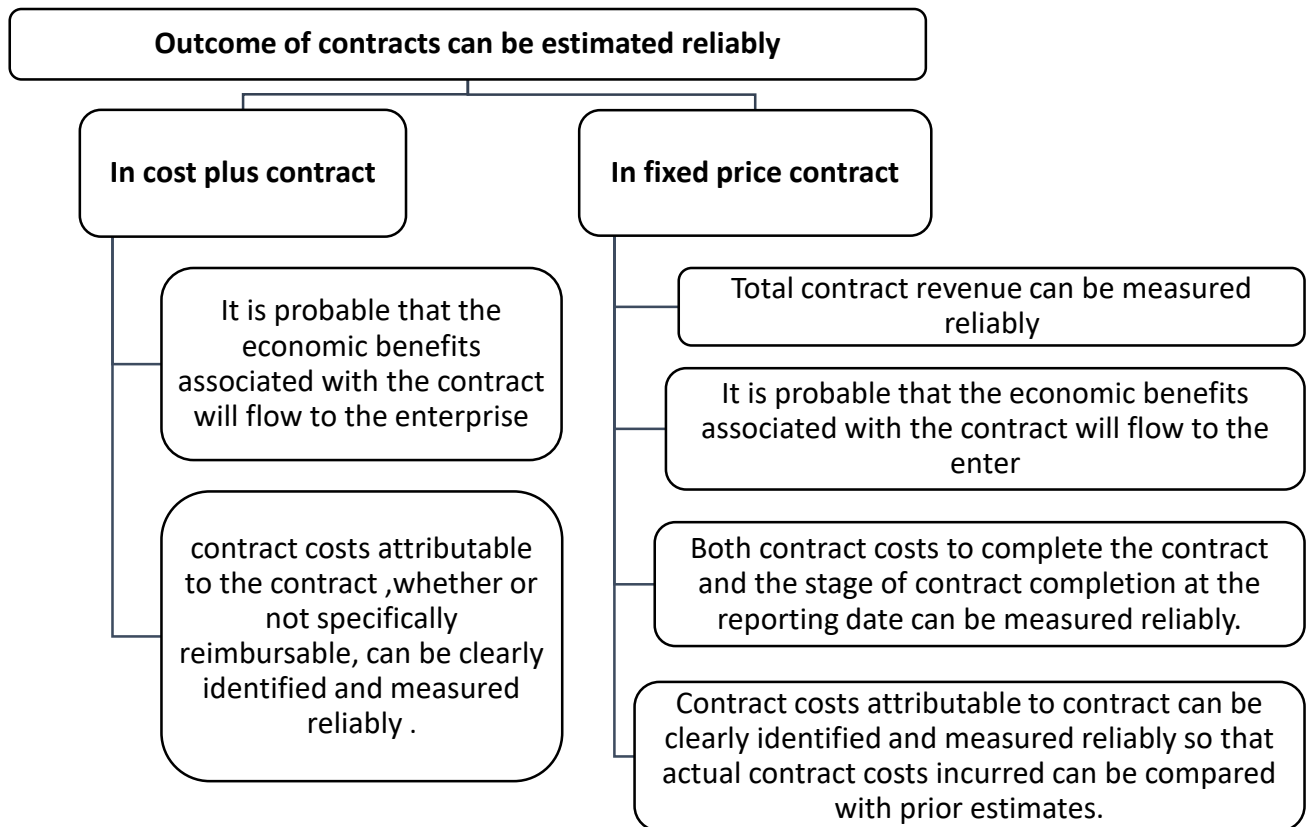 Outcome of contracts can be estimated reliably
In cost plus contract
It is probable that the
economic benefits
associated with the contract
will flow to the enterprise
contract costs attributable
to the contract ,whether or
not specifically
reimbursable, can be clearly
identified and measured
reliably .
In fixed price contract
Total contract revenue can be measured
reliably
It is probable that the economic benefits
associated with the contract will flow to the
enter
Both contract costs to complete the contract
and the stage of contract completion at the
reporting date can be measured reliably.
Contract costs attributable to contract can be
clearly identified and measured reliably so that
actual contract costs incurred can be compared
with prior estimates.